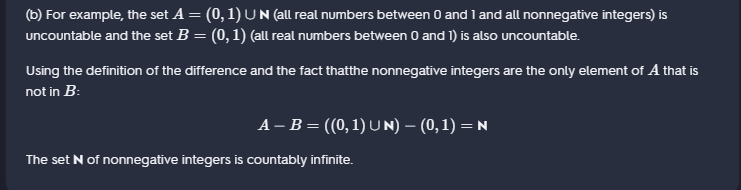 (b) For example, the set A = (0, 1) ∪ N (all real numbers between 0 and 1 and all nonnegative integers) is
uncountable and the set B = (0, 1) (all real numbers between 0 and 1) is also uncountable.
Using the definition of the difference and the fact thatthe nonnegative integers are the only element of A that is
not in B:
A − B = ((0, 1) ∪ N) − (0, 1) = N
The set N of nonnegative integers is countably infinite.